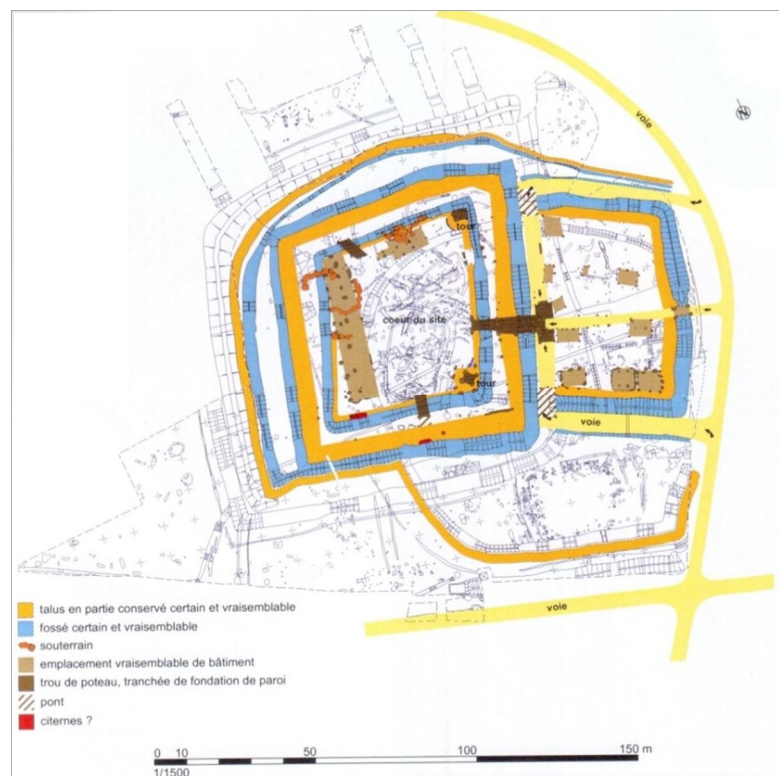 voie
N
tour
coeur du site
tour
voie
talus en partie conservé certain et vraisemblable
fossé certain et vraisemblable
souterrain
emplacement vraisemblable de bâtiment
trou de poteau, tranchée de fondation de paroi
pont
citernes ?
voie
0 10 50 100 150 m
1/1500